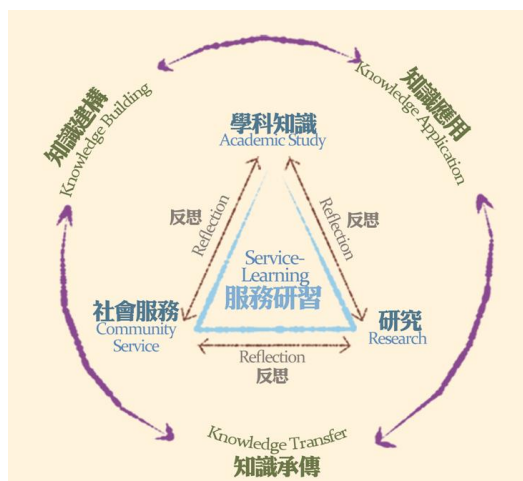 知識建構
Knowledge Building
知識應用
Knowledge Application
學科知識
Academic Study
反思
Reflection
Reflection
反思
Service-
Learning
服務研習
社會服務
Community
Service
研究
Research
Reflection
反思
Knowledge Transfer
知識承傳